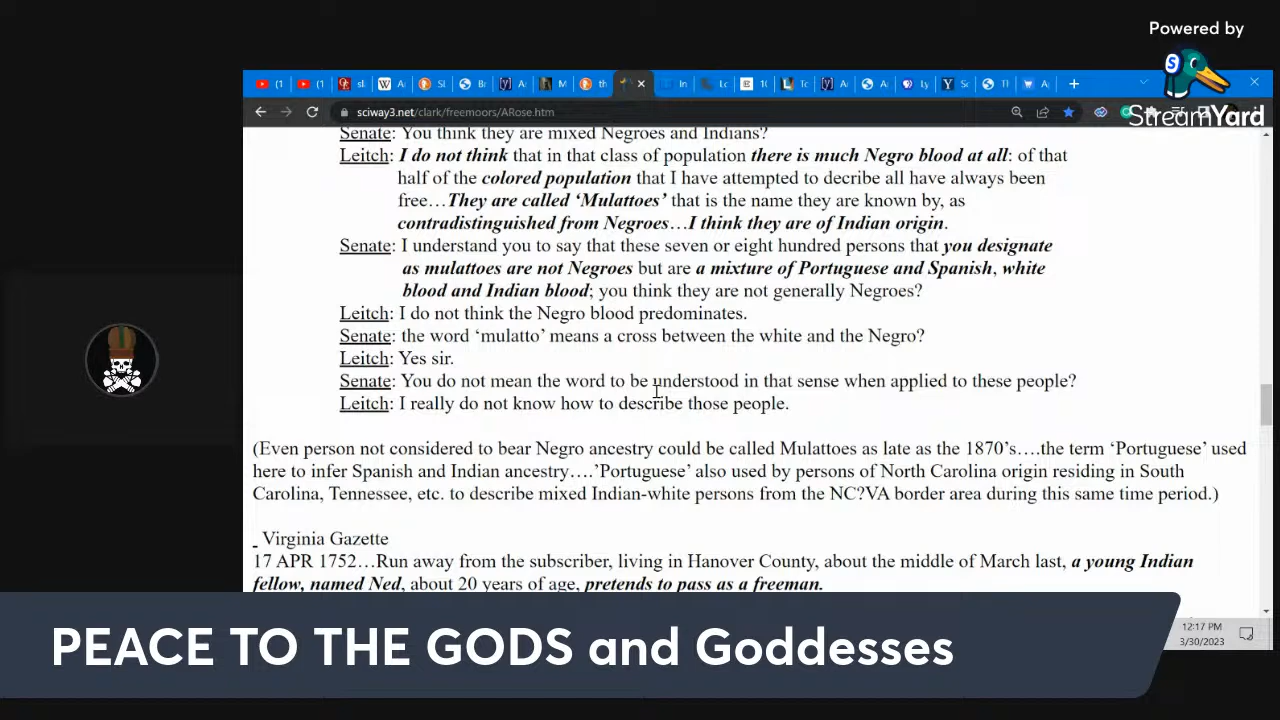 Powered by
StreamYard
sciway3.net/clark/freemoors/ARose.htm
Senate: You think they are mixed Negroes and Indians?
Leitch: I do not think that in that class of population there is much Negro blood at all: of that
half of the colored population that I have attempted to decribe all have always been
free…They are called ‘Mulattoes’ that is the name they are known by, as
contradistinguished from Negroes…I think they are of Indian origin.
Senate: I understand you to say that these seven or eight hundred persons that you designate
as mulattoes are not Negroes but are a mixture of Portuguese and Spanish, white
blood and Indian blood; you think they are not generally Negroes?
Leitch: I do not think the Negro blood predominates.
Senate: the word ‘mulatto’ means a cross between the white and the Negro?
Leitch: Yes sir.
Senate: You do not mean the word to be understood in that sense when applied to these people?
Leitch: I really do not know how to describe those people.
(Even person not considered to bear Negro ancestry could be called Mulattoes as late as the 1870’s….the term ‘Portuguese’ used
here to infer Spanish and Indian ancestry….’Portuguese’ also used by persons of North Carolina origin residing in South
Carolina, Tennessee, etc. to describe mixed Indian-white persons from the NC?VA border area during this same time period.)
Virginia Gazette
17 APR 1752…Run away from the subscriber, living in Hanover County, about the middle of March last, a young Indian
fellow, named Ned, about 20 years of age, pretends to pass as a freeman.
12:17 PM
3/30/2023
PEACE TO THE GODS and Goddesses